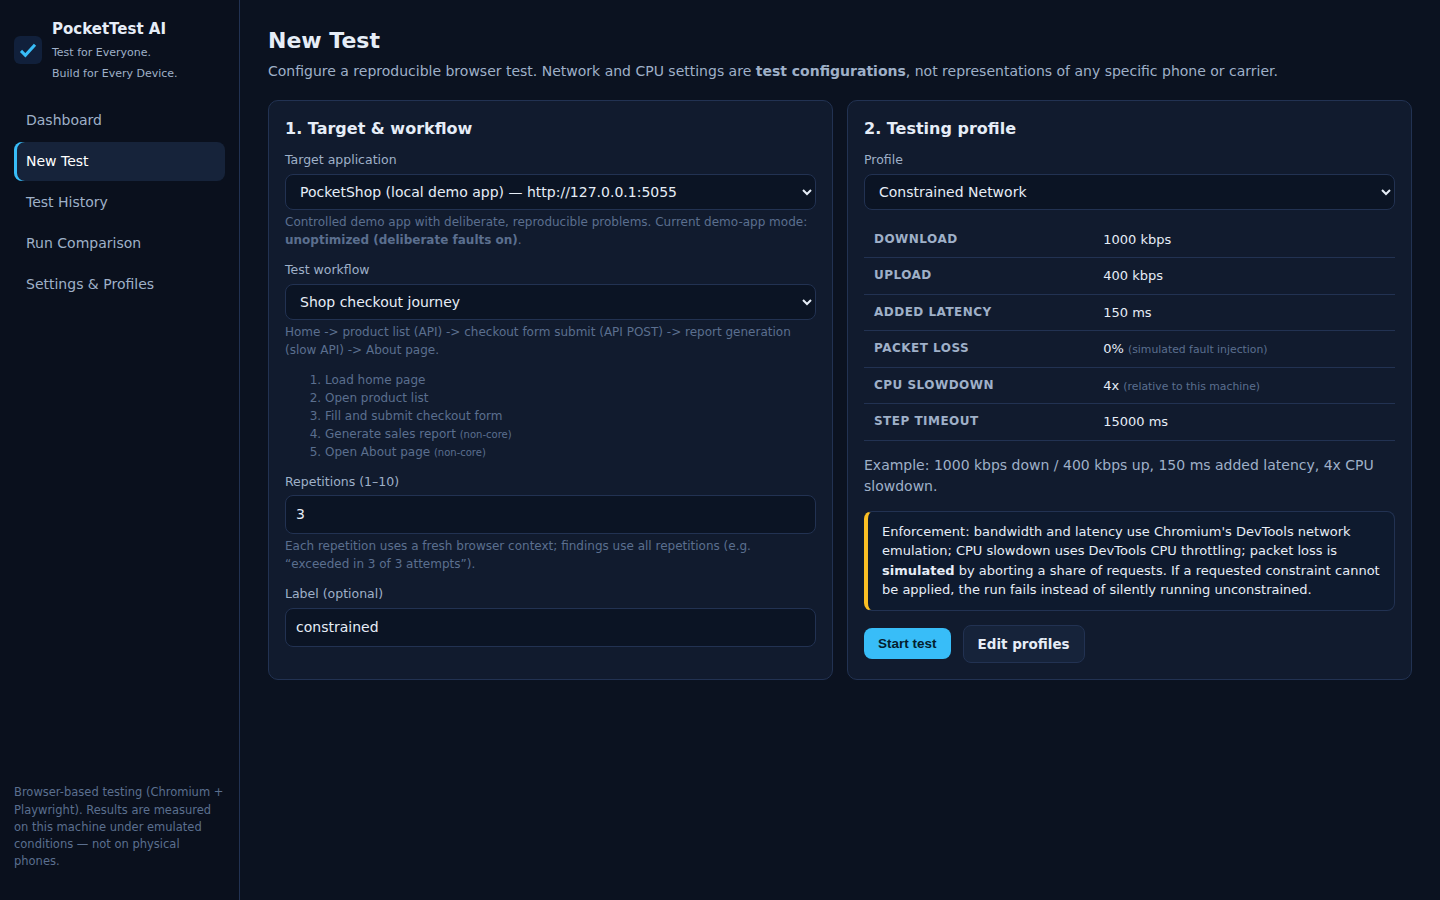 PocketTest AI
Test for Everyone.
Build for Every Device.
Dashboard
New Test
Test History
Run Comparison
Settings & Profiles
Browser-based testing (Chromium +
Playwright). Results are measured
on this machine under emulated
conditions — not on physical
phones.
New Test
Configure a reproducible browser test. Network and CPU settings are test configurations, not representations of any specific phone or carrier.
1. Target & workflow
Target application
PocketShop (local demo app) — http://127.0.0.1:5055
Controlled demo app with deliberate, reproducible problems. Current demo-app mode:
unoptimized (deliberate faults on).
Test workflow
Shop checkout journey
Home -> product list (API) -> checkout form submit (API POST) -> report generation
(slow API) -> About page.
1. Load home page
2. Open product list
3. Fill and submit checkout form
4. Generate sales report (non-core)
5. Open About page (non-core)
Repetitions (1–10)
3
Each repetition uses a fresh browser context; findings use all repetitions (e.g.
“exceeded in 3 of 3 attempts”).
Label (optional)
constrained
2. Testing profile
Profile
Constrained Network
DOWNLOAD 1000 kbps
UPLOAD 400 kbps
ADDED LATENCY 150 ms
PACKET LOSS 0% (simulated fault injection)
CPU SLOWDOWN 4x (relative to this machine)
STEP TIMEOUT 15000 ms
Example: 1000 kbps down / 400 kbps up, 150 ms added latency, 4x CPU
slowdown.
Enforcement: bandwidth and latency use Chromium's DevTools network
emulation; CPU slowdown uses DevTools CPU throttling; packet loss is
simulated by aborting a share of requests. If a requested constraint cannot
be applied, the run fails instead of silently running unconstrained.
Start test
Edit profiles